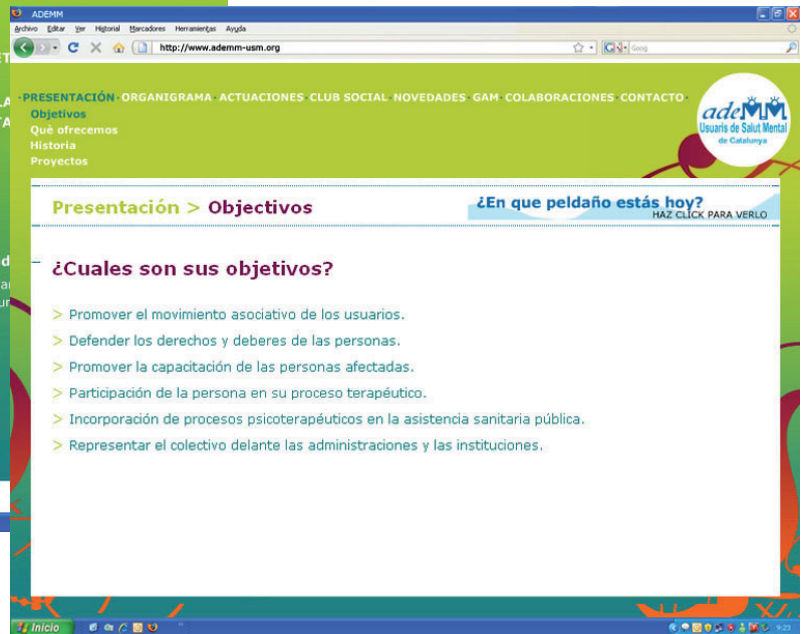 ADEMM
Archivo Editar Ver Historial Marcadores Herramientas Ayuda
http://www.ademm-usm.org
Goog
·PRESENTACIÓN·ORGANIGRAMA·ACTUACIONES·CLUB SOCIAL·NOVEDADES·GAM·COLABORACIONES·CONTACTO·
Objetivos
Què ofrecemos
Historia
Proyectos
ademm
Usuaris de Salut Mental
de Catalunya
Presentación > Objectivos
¿En que peldaño estás hoy?
HAZ CLICK PARA VERLO
¿Cuales son sus objetivos?
> Promover el movimiento asociativo de los usuarios.
> Defender los derechos y deberes de las personas.
> Promover la capacitación de las personas afectadas.
> Participación de la persona en su proceso terapéutico.
> Incorporación de procesos psicoterapéuticos en la asistencia sanitaria pública.
> Representar el colectivo delante las administraciones y las instituciones.
Inicio
9:23